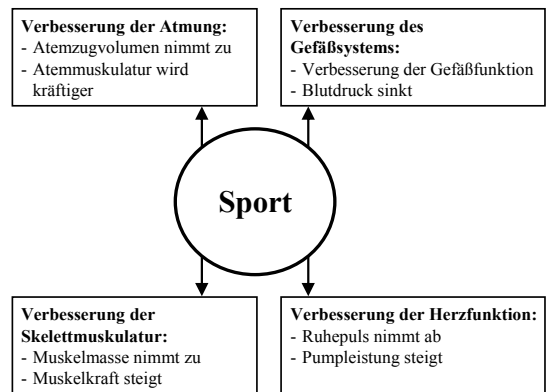 Verbesserung der Atmung:
- Atemzugvolumen nimmt zu
- Atemmuskulatur wird
kräftiger
Verbesserung des
Gefäßsystems:
- Verbesserung der Gefäßfunktion
- Blutdruck sinkt
Sport
Verbesserung der
Skelettmuskulatur:
- Muskelmasse nimmt zu
- Muskelkraft steigt
Verbesserung der Herzfunktion:
- Ruhepuls nimmt ab
- Pumpleistung steigt